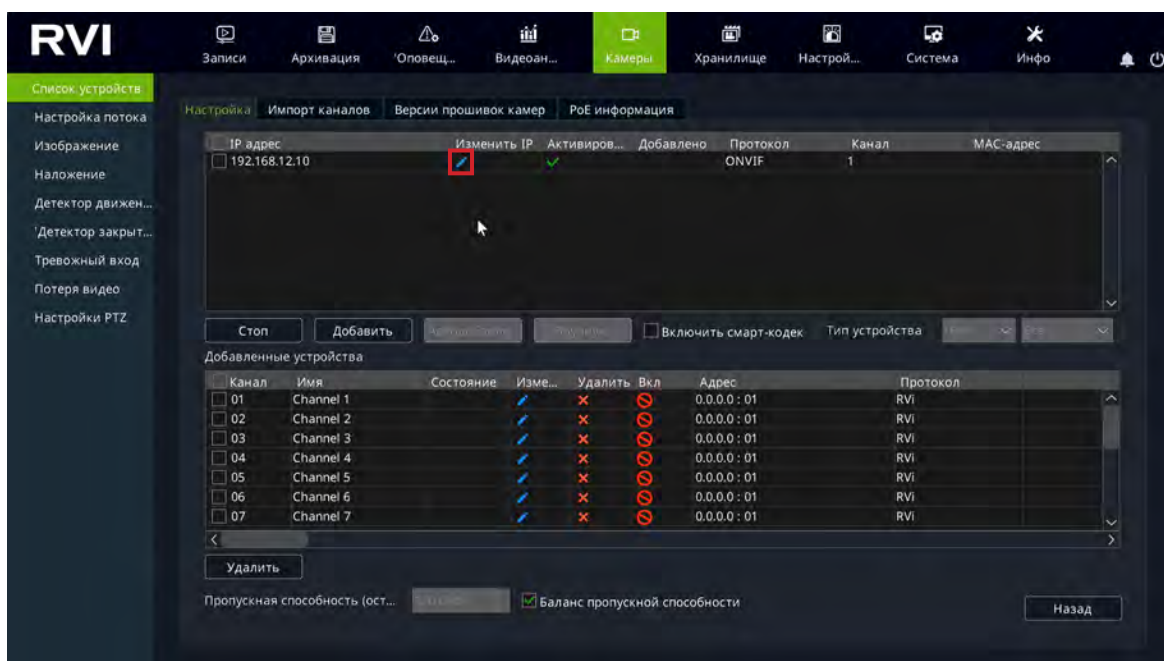 RVI
Записи Архивация 'Оповещ... Видеоан... Камеры Хранилище Настрой... Система Инфо
Список устройств
Настройка потока
Изображение
Наложение
Детектор движен...
'Детектор закрыт...
Тревожный вход
Потеря видео
Настройки PTZ
Настройка Импорт каналов Версии прошивок камер PoE информация
IP адрес Изменить IP Активиров... Добавлено Протокол Канал MAC-адрес
192.168.12.10 ONVIF 1
Стоп Добавить Включить смарт-кодек Тип устройства
Добавленные устройства
Канал Имя Состояние Изме... Удалить Вкл Адрес Протокол
01 Channel 1 0.0.0.0 : 01 RVi
02 Channel 2 0.0.0.0 : 01 RVi
03 Channel 3 0.0.0.0 : 01 RVi
04 Channel 4 0.0.0.0 : 01 RVi
05 Channel 5 0.0.0.0 : 01 RVi
06 Channel 6 0.0.0.0 : 01 RVi
07 Channel 7 0.0.0.0 : 01 RVi
Удалить
Пропускная способность (ост... Баланс пропускной способности
Назад